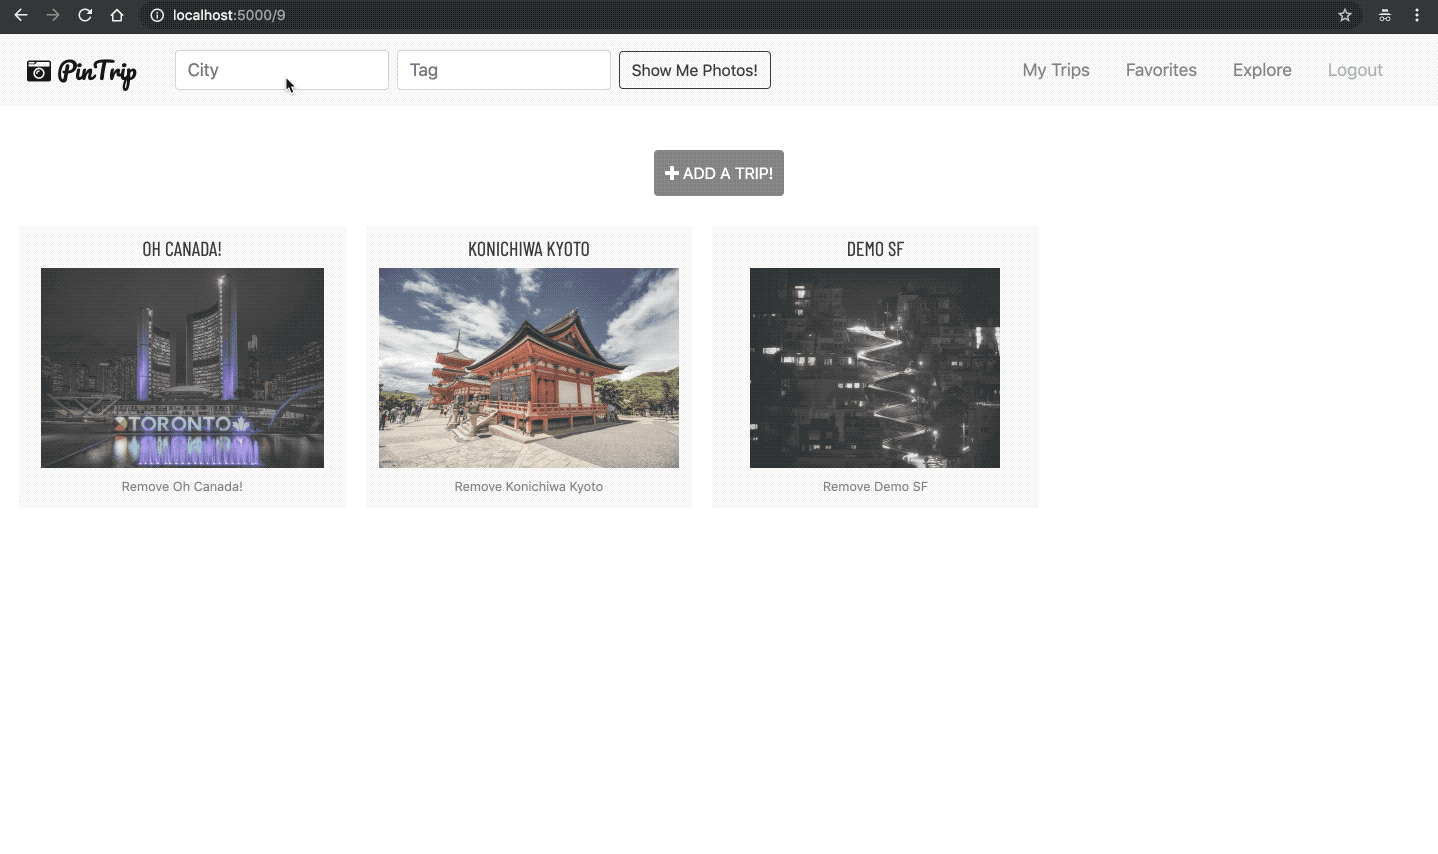 localhost:5000/9
PinTrip
City
Tag
Show Me Photos!
My Trips
Favorites
Explore
Logout
ADD A TRIP!
OH CANADA!
KONICHIWA KYOTO
DEMO SF
TORONTO
Remove Oh Canada!
Remove Konichiwa Kyoto
Remove Demo SF